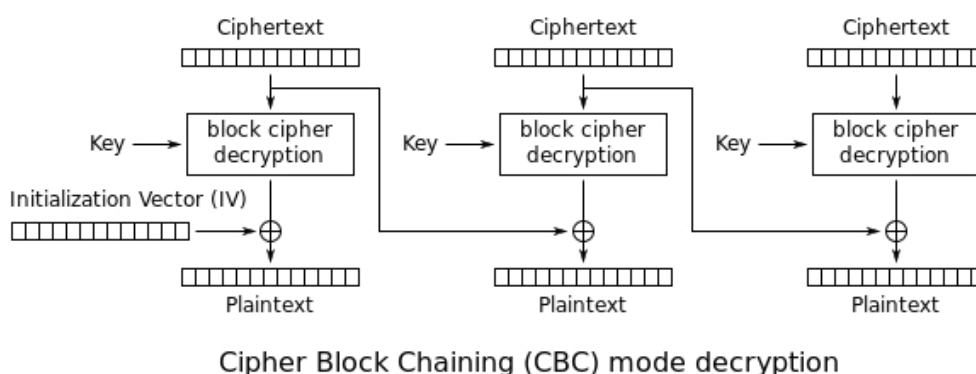 Ciphertext Ciphertext Ciphertext
Key block cipher decryption Key block cipher decryption Key block cipher decryption
Initialization Vector (IV)
Plaintext Plaintext Plaintext
Cipher Block Chaining (CBC) mode decryption